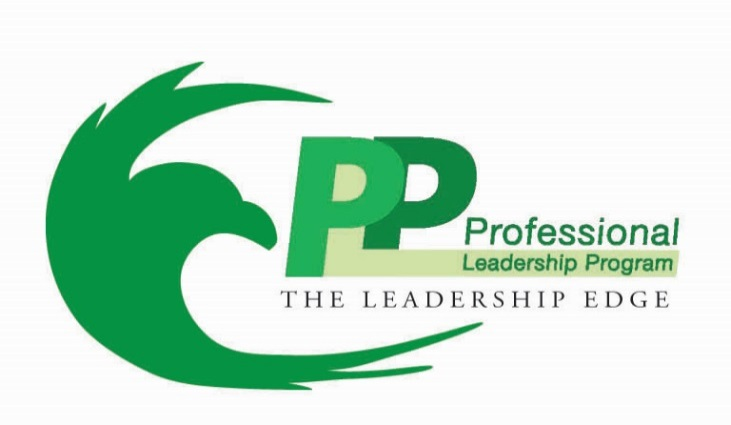 PLP
Professional
Leadership Program
THE LEADERSHIP EDGE